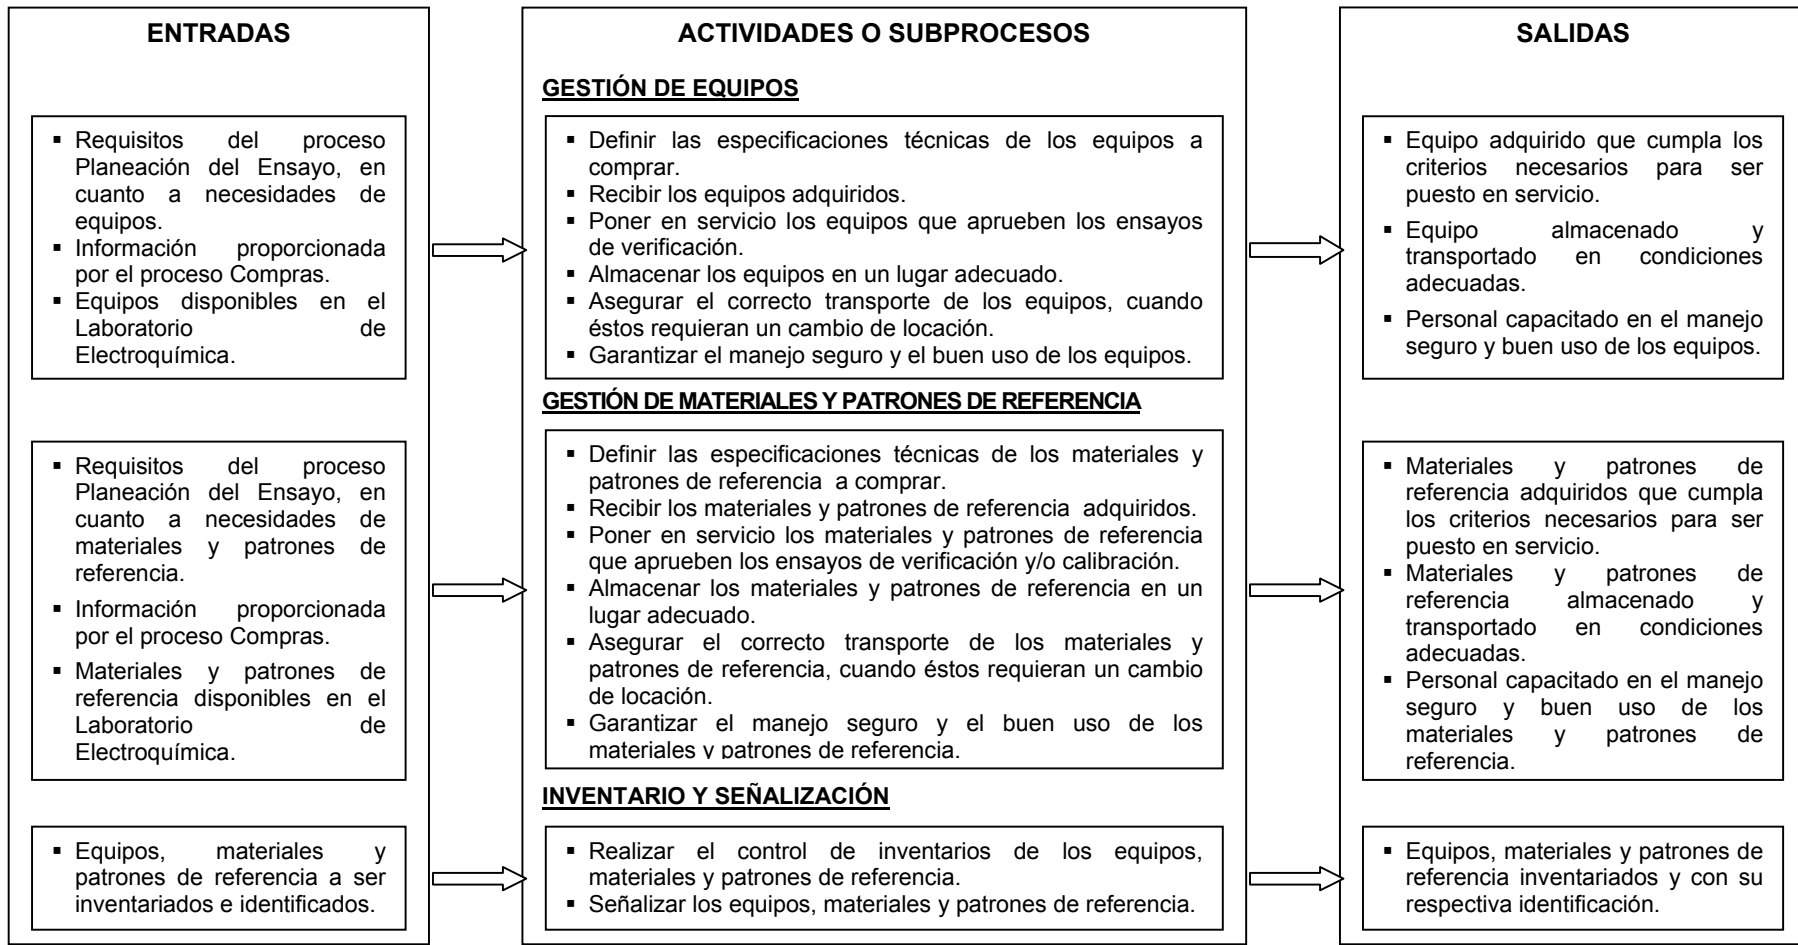 ENTRADAS
▪ Requisitos del proceso
Planeación del Ensayo, en
cuanto a necesidades de
equipos.
▪ Información proporcionada
por el proceso Compras.
▪ Equipos disponibles en el
Laboratorio de
Electroquímica.
▪ Requisitos del proceso
Planeación del Ensayo, en
cuanto a necesidades de
materiales y patrones de
referencia.
▪ Información proporcionada
por el proceso Compras.
▪ Materiales y patrones de
referencia disponibles en el
Laboratorio de
Electroquímica.
▪ Equipos, materiales y
patrones de referencia a ser
inventariados e identificados.
ACTIVIDADES O SUBPROCESOS
GESTIÓN DE EQUIPOS
▪ Definir las especificaciones técnicas de los equipos a
comprar.
▪ Recibir los equipos adquiridos.
▪ Poner en servicio los equipos que aprueben los ensayos
de verificación.
▪ Almacenar los equipos en un lugar adecuado.
▪ Asegurar el correcto transporte de los equipos, cuando
éstos requieran un cambio de locación.
▪ Garantizar el manejo seguro y el buen uso de los equipos.
GESTIÓN DE MATERIALES Y PATRONES DE REFERENCIA
▪ Definir las especificaciones técnicas de los materiales y
patrones de referencia a comprar.
▪ Recibir los materiales y patrones de referencia adquiridos.
▪ Poner en servicio los materiales y patrones de referencia
que aprueben los ensayos de verificación y/o calibración.
▪ Almacenar los materiales y patrones de referencia en un
lugar adecuado.
▪ Asegurar el correcto transporte de los materiales y
patrones de referencia, cuando éstos requieran un cambio
de locación.
▪ Garantizar el manejo seguro y el buen uso de los
materiales y patrones de referencia.
INVENTARIO Y SEÑALIZACIÓN
▪ Realizar el control de inventarios de los equipos,
materiales y patrones de referencia.
▪ Señalizar los equipos, materiales y patrones de referencia.
SALIDAS
▪ Equipo adquirido que cumpla los
criterios necesarios para ser
puesto en servicio.
▪ Equipo almacenado y
transportado en condiciones
adecuadas.
▪ Personal capacitado en el manejo
seguro y buen uso de los equipos.
▪ Materiales y patrones de
referencia adquiridos que cumpla
los criterios necesarios para ser
puesto en servicio.
▪ Materiales y patrones de
referencia almacenado y
transportado en condiciones
adecuadas.
▪ Personal capacitado en el manejo
seguro y buen uso de los
materiales y patrones de
referencia.
▪ Equipos, materiales y patrones de
referencia inventariados y con su
respectiva identificación.